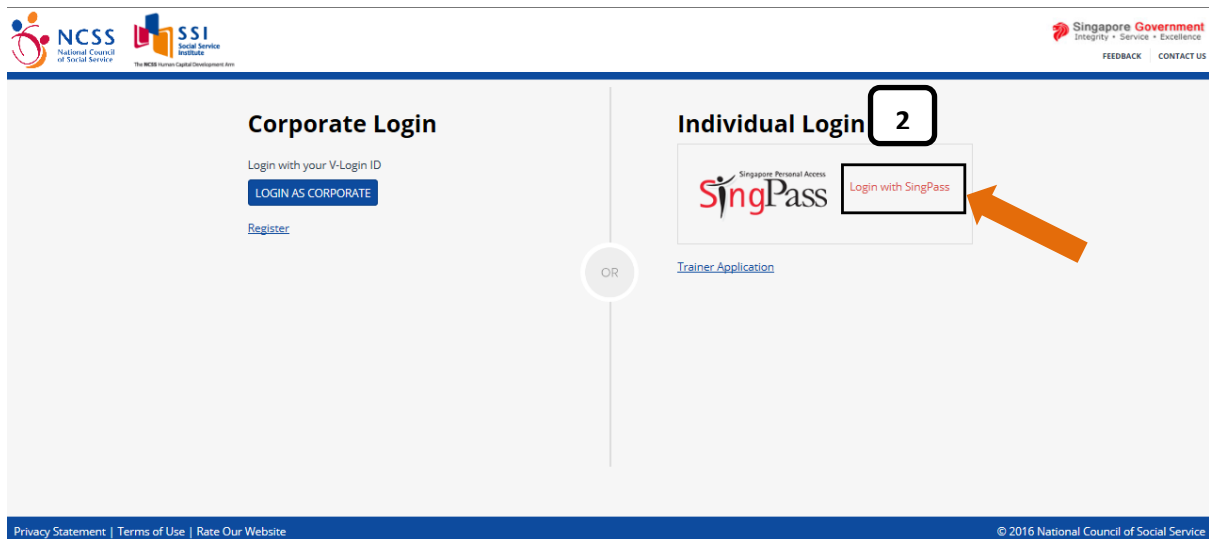 NCSS
National Council
of Social Service
SSI
Social Service
Institute
The NCSS Human Capital Development Arm
Singapore Government
Integrity • Service • Excellence
FEEDBACK CONTACT US
Corporate Login
Login with your V-Login ID
LOGIN AS CORPORATE
Register
OR
Individual Login
2
Singapore Personal Access
SingPass
Login with SingPass
Trainer Application
Privacy Statement | Terms of Use | Rate Our Website
© 2016 National Council of Social Service